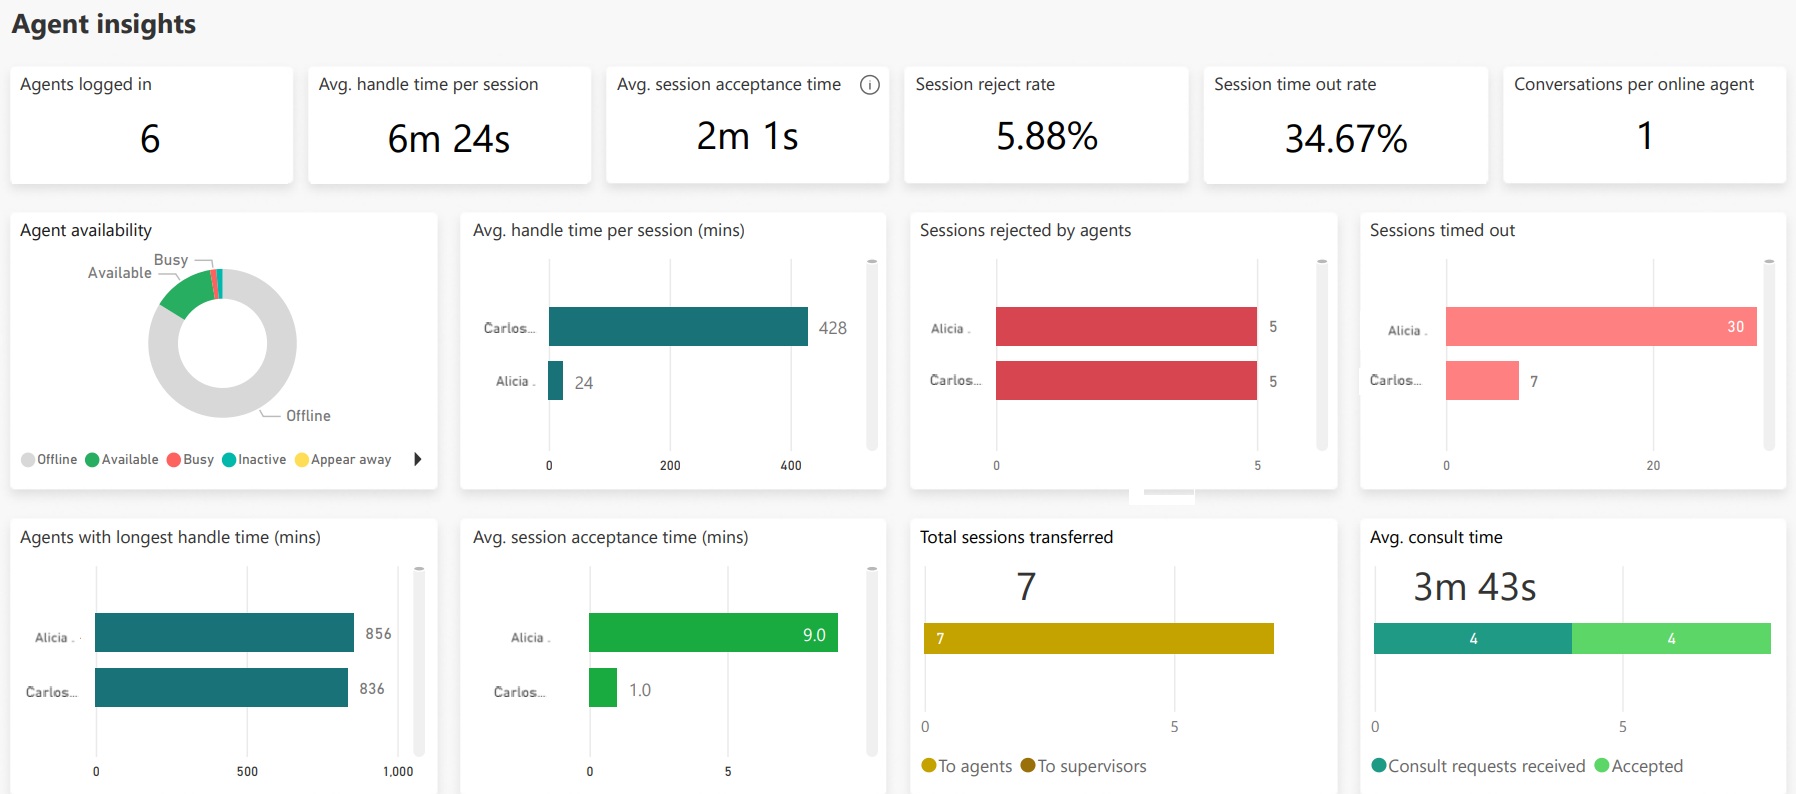 Agent insights
Agents logged in
6
Avg. handle time per session
6m 24s
Avg. session acceptance time
2m 1s
Session reject rate
5.88%
Session time out rate
34.67%
Conversations per online agent
1
Agent availability
Busy
Available
Offline
Offline Available Busy Inactive Appear away
Avg. handle time per session (mins)
Carlos... 428
Alicia . 24
0 200 400
Sessions rejected by agents
Alicia . 5
Carlos... 5
0 5
Sessions timed out
Alicia . 30
Carlos... 7
0 20
Agents with longest handle time (mins)
Alicia . 856
Carlos... 836
0 500 1,000
Avg. session acceptance time (mins)
Alicia . 9.0
Carlos... 1.0
0 5
Total sessions transferred
7
7
0 5
To agents To supervisors
Avg. consult time
3m 43s
4 4
0 5
Consult requests received Accepted